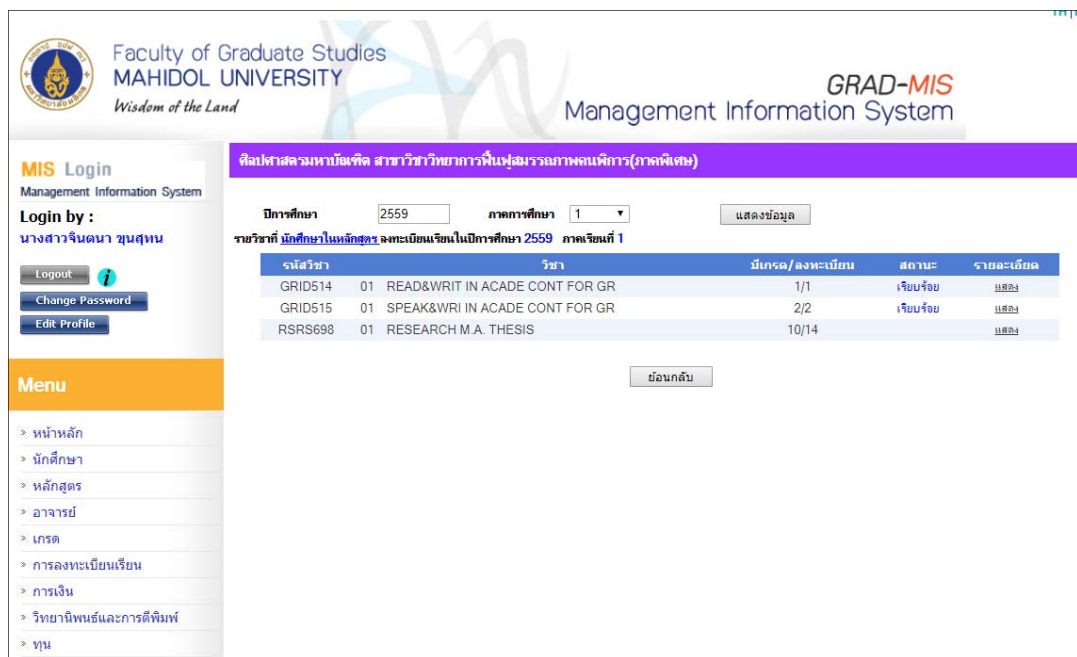 Faculty of Graduate Studies
MAHIDOL UNIVERSITY
Wisdom of the Land
GRAD-MIS
Management Information System
MIS Login
Management Information System
Login by :
นางสาวจินตนา ขุนสุทน
Logout
i
Change Password
Edit Profile
Menu
» หน้าหลัก
» นักศึกษา
» หลักสูตร
» อาจารย์
» เกรด
» การลงทะเบียนเรียน
» การเงิน
» วิทยานิพนธ์และการตีพิมพ์
» ทุน
ศิลปศาสตรมหาบัณฑิต สาขาวิชาวิทยาการฟื้นฟูสมรรถภาพคนพิการ(ภาคพิเศษ)
ปีการศึกษา 2559 ภาคการศึกษา 1 แสดงข้อมูล
รายวิชาที่ นักศึกษาในหลักสูตร ลงทะเบียนเรียนในปีการศึกษา 2559 ภาคเรียนที่ 1
รหัสวิชา วิชา มีเกรด/ลงทะเบียน สถานะ รายละเอียด
GRID514 01 READ&WRIT IN ACADE CONT FOR GR 1/1 เรียบร้อย แสดง
GRID515 01 SPEAK&WRI IN ACADE CONT FOR GR 2/2 เรียบร้อย แสดง
RSRS698 01 RESEARCH M.A. THESIS 10/14 แสดง
ย้อนกลับ